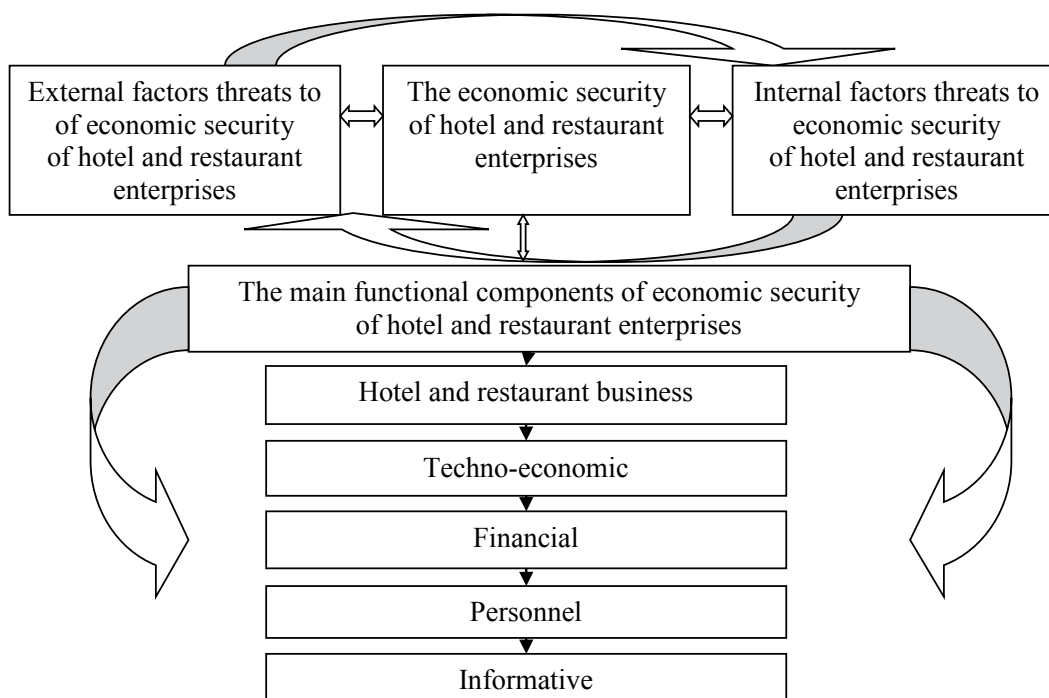 External factors threats to
of economic security
of hotel and restaurant
enterprises
The economic security
of hotel and restaurant
enterprises
Internal factors threats to
economic security
of hotel and restaurant
enterprises
The main functional components of economic security
of hotel and restaurant enterprises
Hotel and restaurant business
Techno-economic
Financial
Personnel
Informative